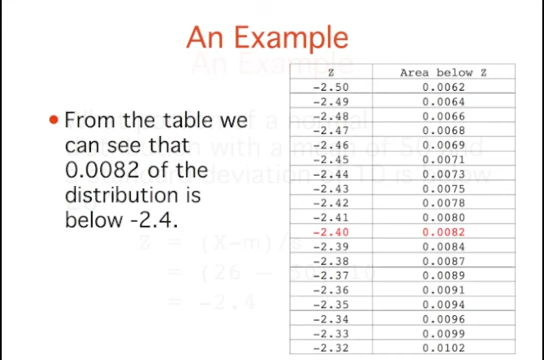 An Example
An Example
• From the table we
can see that
0.0082 of the
distribution is
below -2.4.
Z = (X-m)/s
= (26 –
= -2.4
Z Area below Z
-2.50 0.0062
-2.49 0.0064
-2.48 0.0066
-2.47 0.0068
-2.46 0.0069
-2.45 0.0071
-2.44 0.0073
-2.43 0.0075
-2.42 0.0078
-2.41 0.0080
-2.40 0.0082
-2.39 0.0084
-2.38 0.0087
-2.37 0.0089
-2.36 0.0091
-2.35 0.0094
-2.34 0.0096
-2.33 0.0099
-2.32 0.0102